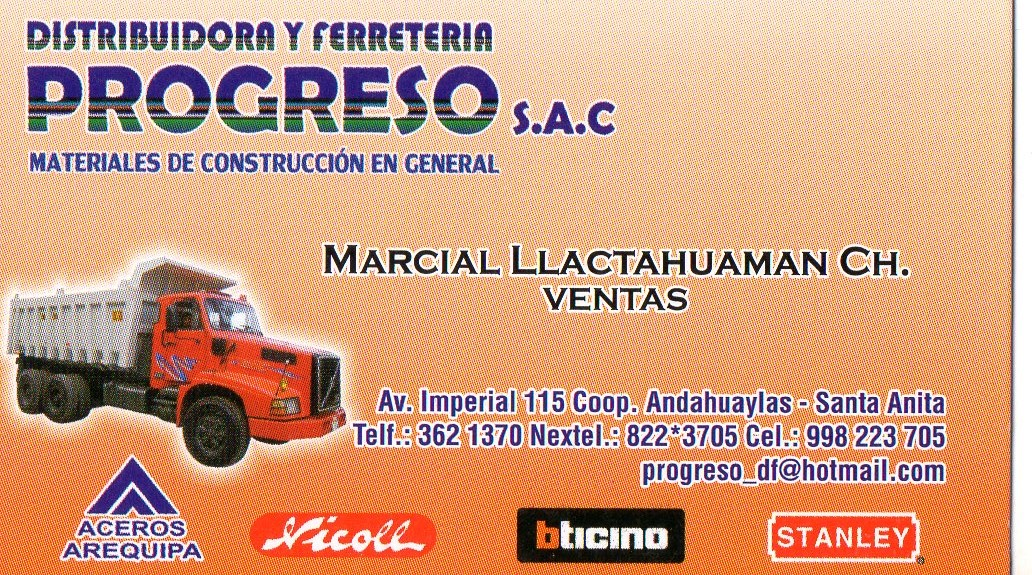 DISTRIBUIDORA Y FERRETERIA
PROGRESO S.A.C
MATERIALES DE CONSTRUCCIÓN EN GENERAL
MARCIAL LLACTAHUAMAN CH.
VENTAS
Av. Imperial 115 Coop. Andahuaylas - Santa Anita
Telf.: 362 1370 Nextel.: 822*3705 Cel.: 998 223 705
progreso_df@hotmail.com
ACEROS
AREQUIPA
Nicoll
bticino
STANLEY®